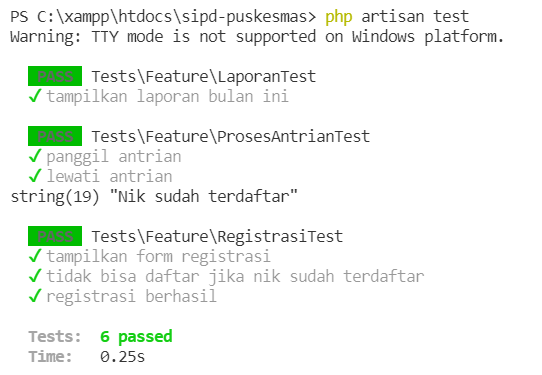 PS C:\xampp\htdocs\sipd-puskesmas> php artisan test
Warning: TTY mode is not supported on Windows platform.
PASS Tests\Feature\LaporanTest
✓ tampilkan laporan bulan ini
PASS Tests\Feature\ProsesAntrianTest
✓ panggil antrian
✓ lewati antrian
string(19) "Nik sudah terdaftar"
PASS Tests\Feature\RegistrasiTest
✓ tampilkan form registrasi
✓ tidak bisa daftar jika nik sudah terdaftar
✓ registrasi berhasil
Tests: 6 passed
Time: 0.25s